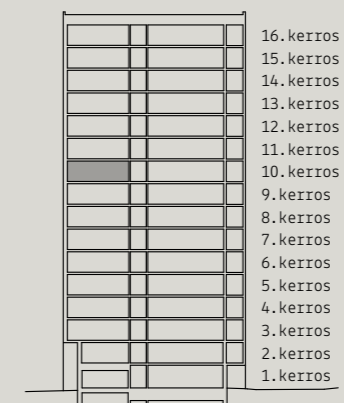 16.kerros
15.kerros
14.kerros
13.kerros
12.kerros
11.kerros
10.kerros
9.kerros
8.kerros
7.kerros
6.kerros
5.kerros
4.kerros
3.kerros
2.kerros
1.kerros